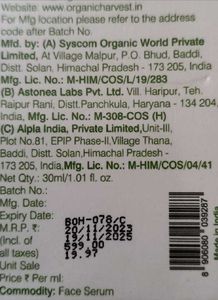 Website : www.organicharvest.in
For Mfg location please refer to the address
code after Batch No.
Mfd. by: (A) Syscom Organic World Private
Limited, At Village Malpur, P.O. Bhud, Baddi,
Distt. Solan. Himachal Pradesh -
173 205, India
Mfg. Lic. No.: M-HIM/COS/L/19/283
(B) Astonea Labs Pvt. Ltd. Vill. Haripur, Teh.
Raipur Rani, Distt.Panchkula, Haryana - 134 204,
India, Mfg. Lic. No.: M-308-COS (H)
(C) Alpla India, Private Limited,Unit-III,
Plot No.81, EPIP Phase-II,Village Thana,
Baddi, Distt.Solan,Himachal Pradesh -
173 205, India,Mfg. Lic. No.: M-HIM/COS/04/41
Net Qty.: 30ml/1.01 fl. oz.
Batch No.:
Mfg. Date:
Expiry Date:
M.R.P. ₹:
(Incl. of
all taxes)
Unit Sale
Price ₹ Per ml:
BOH-078/C
20/11/2023
/2025
599.00
19.97
Commodity: Face Serum
8 906080 039287
Made in India